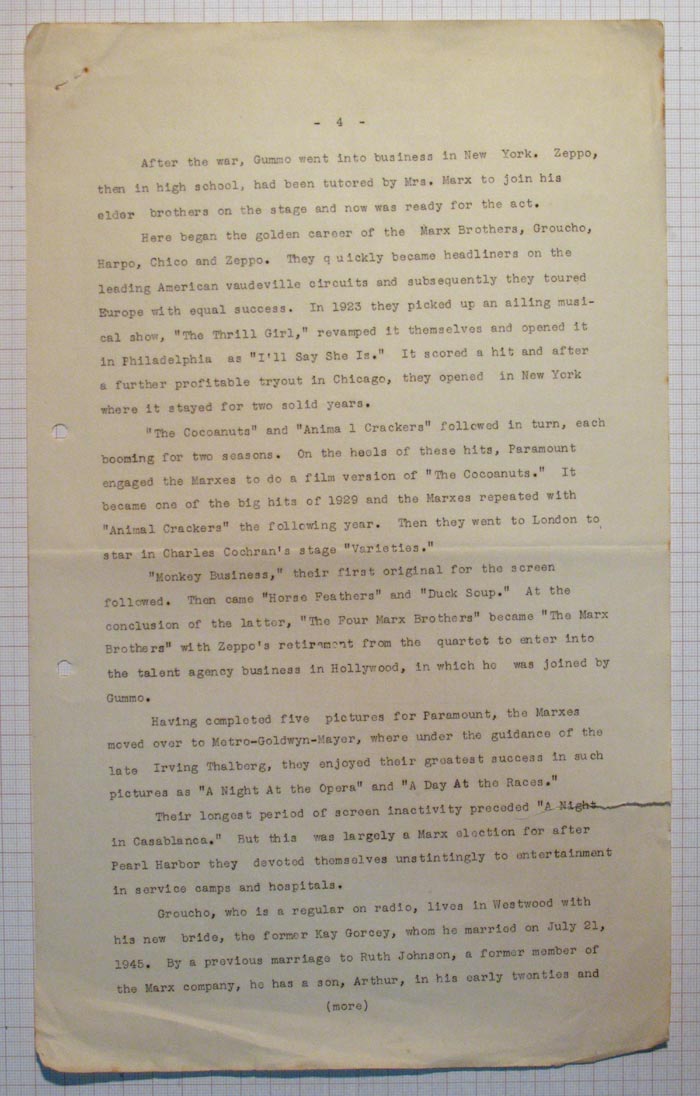 - 4 -
After the war, Gummo went into business in New York. Zeppo,
then in high school, had been tutored by Mrs. Marx to join his
elder brothers on the stage and now was ready for the act.
Here began the golden career of the Marx Brothers, Groucho,
Harpo, Chico and Zeppo. They q uickly became headliners on the
leading American vaudeville circuits and subsequently they toured
Europe with equal success. In 1923 they picked up an ailing musi-
cal show, "The Thrill Girl," revamped it themselves and opened it
in Philadelphia as "I'll Say She Is." It scored a hit and after
a further profitable tryout in Chicago, they opened in New York
where it stayed for two solid years.
"The Cocoanuts" and "Anima l Crackers" followed in turn, each
booming for two seasons. On the heels of these hits, Paramount
engaged the Marxes to do a film version of "The Cocoanuts." It
became one of the big hits of 1929 and the Marxes repeated with
"Animal Crackers" the following year. Then they went to London to
star in Charles Cochran's stage "Varieties."
"Monkey Business," their first original for the screen
followed. Then came "Horse Feathers" and "Duck Soup." At the
conclusion of the latter, "The Four Marx Brothers" became "The Marx
Brothers" with Zeppo's retirement from the quartet to enter into
the talent agency business in Hollywood, in which he was joined by
Gummo.
Having completed five pictures for Paramount, the Marxes
moved over to Metro-Goldwyn-Mayer, where under the guidance of the
late Irving Thalberg, they enjoyed their greatest success in such
pictures as "A Night At the Opera" and "A Day At the Races."
Their longest period of screen inactivity preceded "A Night
in Casablanca." But this was largely a Marx election for after
Pearl Harbor they devoted themselves unstintingly to entertainment
in service camps and hospitals.
Groucho, who is a regular on radio, lives in Westwood with
his new bride, the former Kay Gorcey, whom he married on July 21,
1945. By a previous marriage to Ruth Johnson, a former member of
the Marx company, he has a son, Arthur, in his early twenties and
(more)